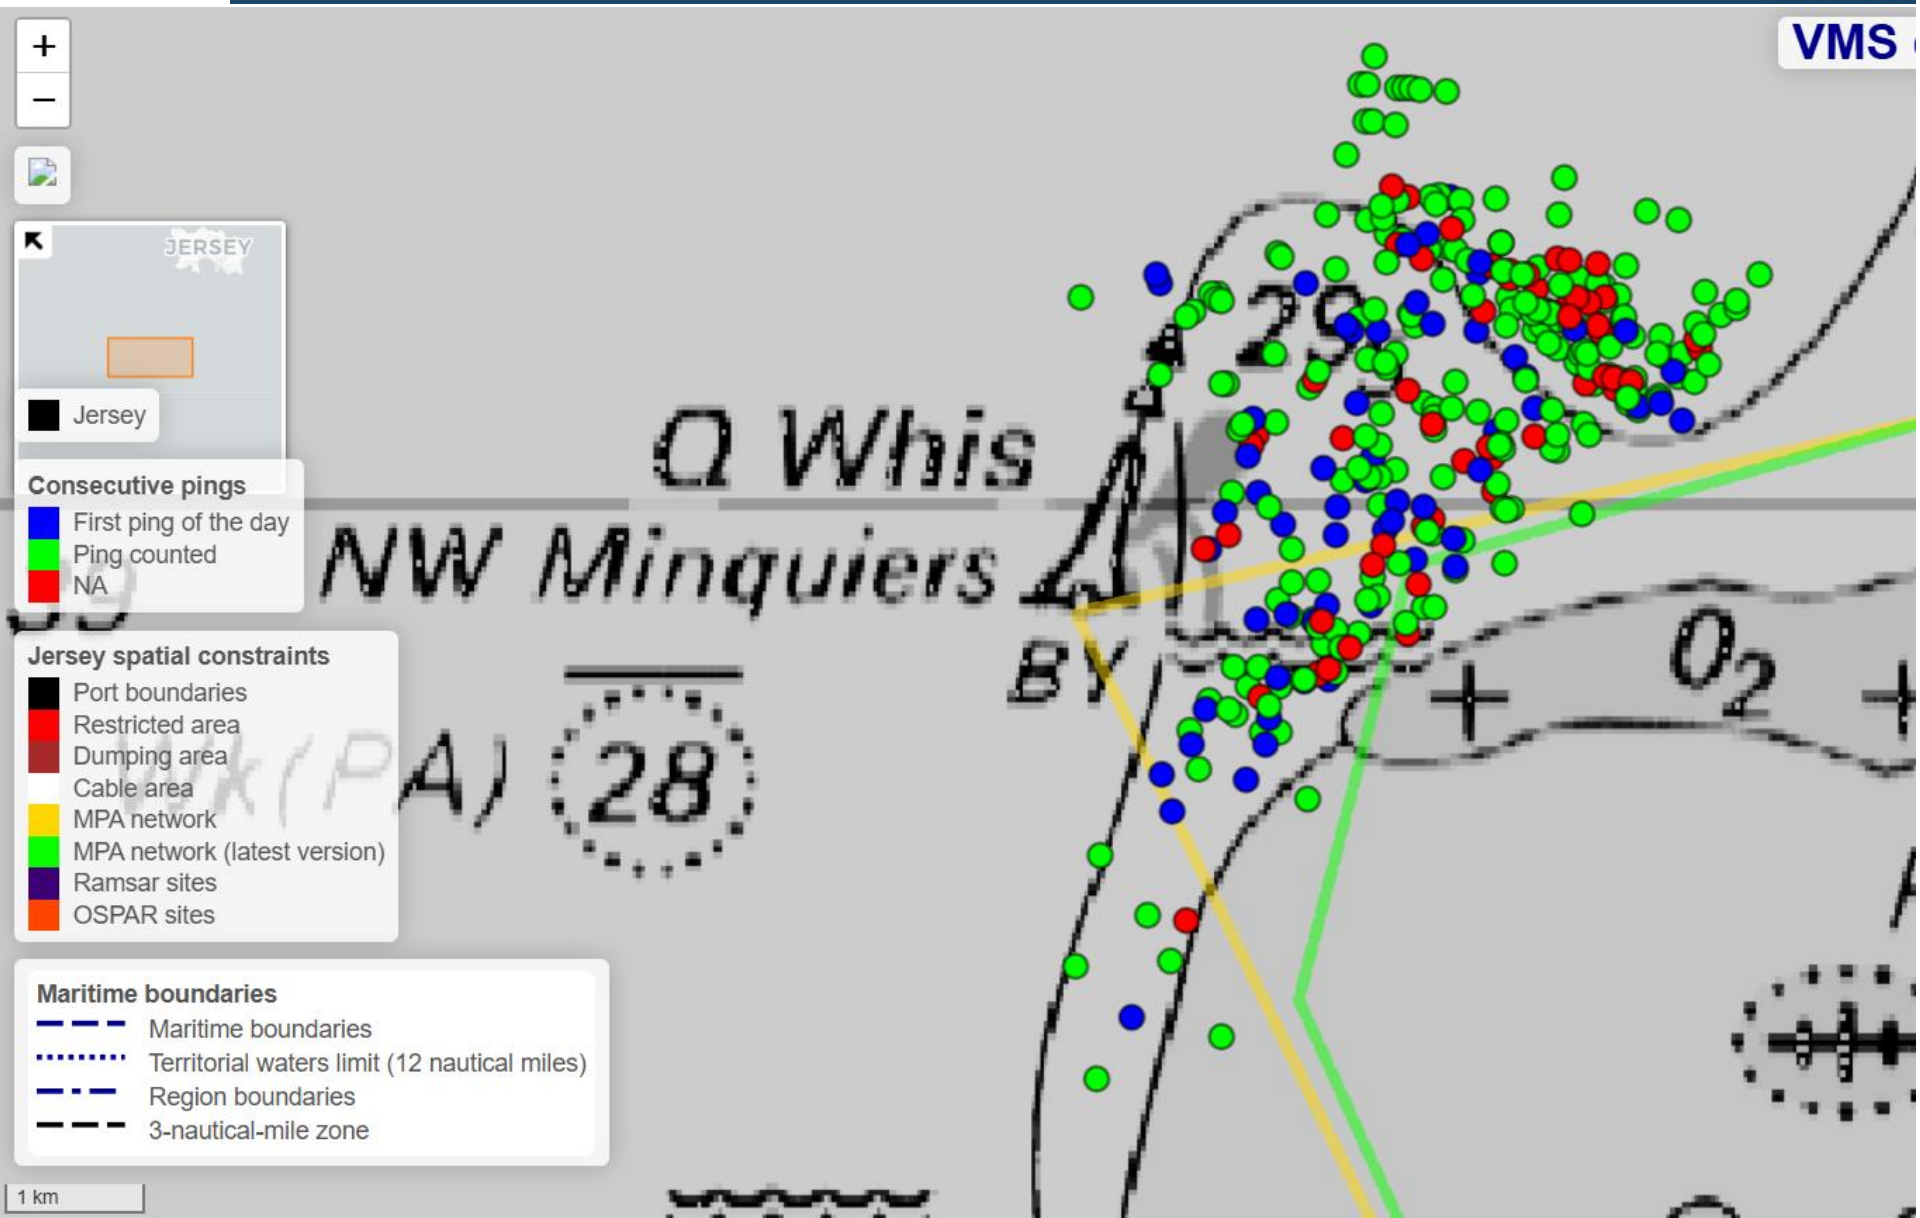 +
VMS
−
JERSEY
29
Jersey
Q Whis
Consecutive pings
First ping of the day
Ping counted
NA
NW Minquiers
BY
Jersey spatial constraints
Port boundaries
Restricted area
Dumping area
Cable area
MPA network
MPA network (latest version)
Ramsar sites
OSPAR sites
Wk(PA)
28
0₂
Maritime boundaries
Maritime boundaries
Territorial waters limit (12 nautical miles)
Region boundaries
3-nautical-mile zone
1 km